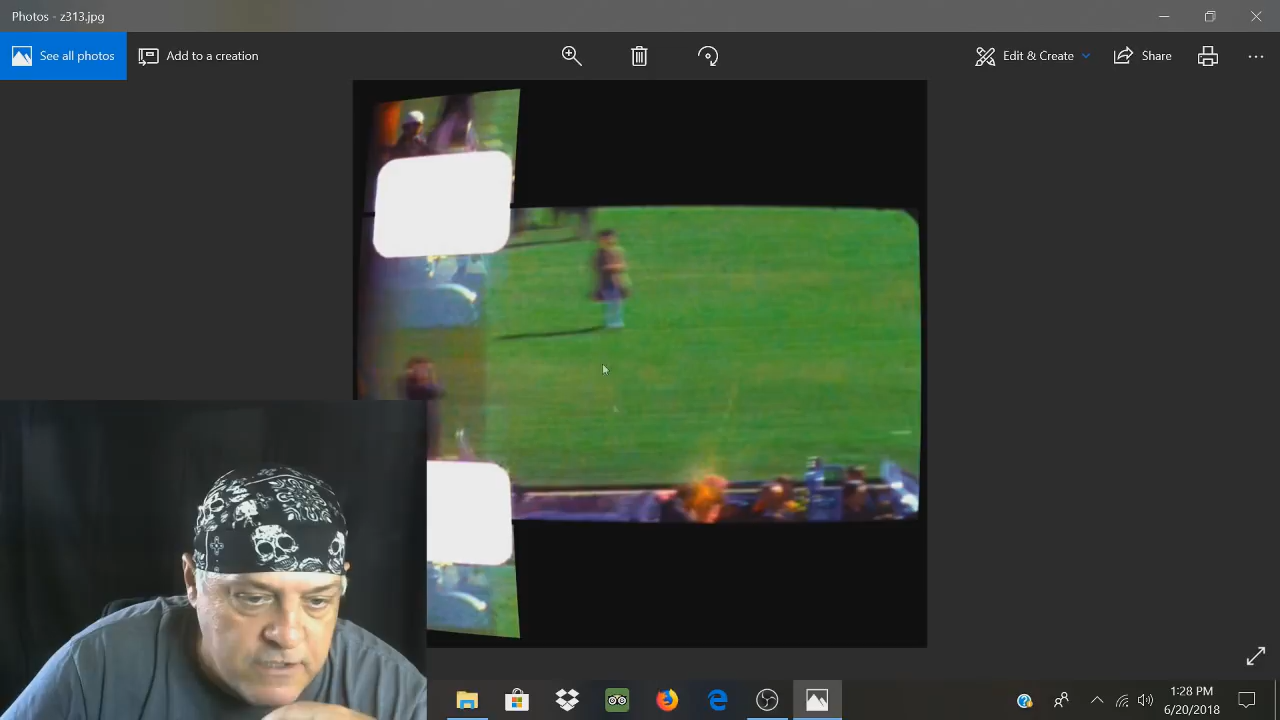 Photos - z313.jpg
See all photos
Add to a creation
Edit & Create
Share
1:28 PM
6/20/2018